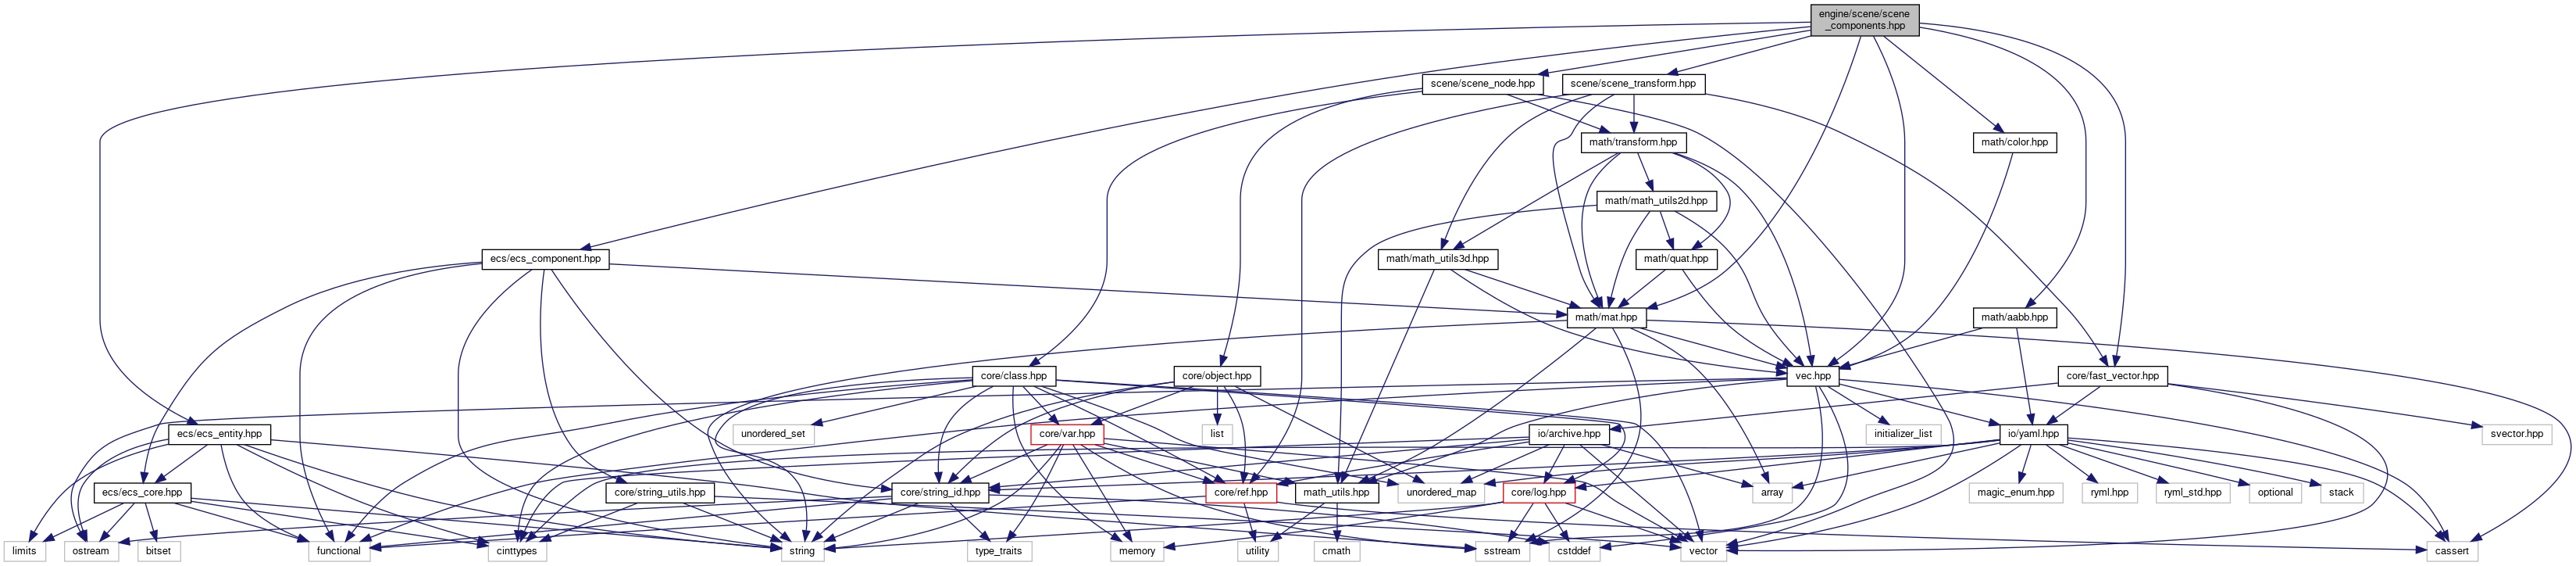 engine/scene/scene
_components.hpp
scene/scene_node.hpp
scene/scene_transform.hpp
math/transform.hpp
math/color.hpp
math/math_utils2d.hpp
ecs/ecs_component.hpp
math/math_utils3d.hpp
math/quat.hpp
math/mat.hpp
math/aabb.hpp
core/class.hpp
core/object.hpp
vec.hpp
core/fast_vector.hpp
ecs/ecs_entity.hpp
unordered_set
core/var.hpp
list
io/archive.hpp
initializer_list
io/yaml.hpp
svector.hpp
ecs/ecs_core.hpp
core/string_utils.hpp
core/string_id.hpp
core/ref.hpp
math_utils.hpp
unordered_map
core/log.hpp
array
magic_enum.hpp
ryml.hpp
ryml_std.hpp
optional
stack
limits
ostream
bitset
functional
cinttypes
string
type_traits
memory
utility
cmath
sstream
cstddef
vector
cassert